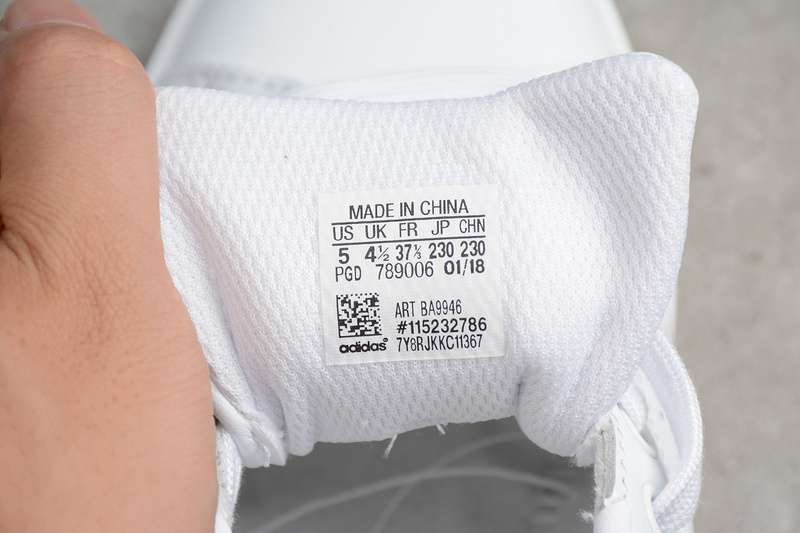 MADE IN CHINA
US UK FR JP CHN
5 4½ 37⅓ 230 230
PGD 789006 01/18
ART BA9946
#115232786
adidas® 7Y8RJKKC11367